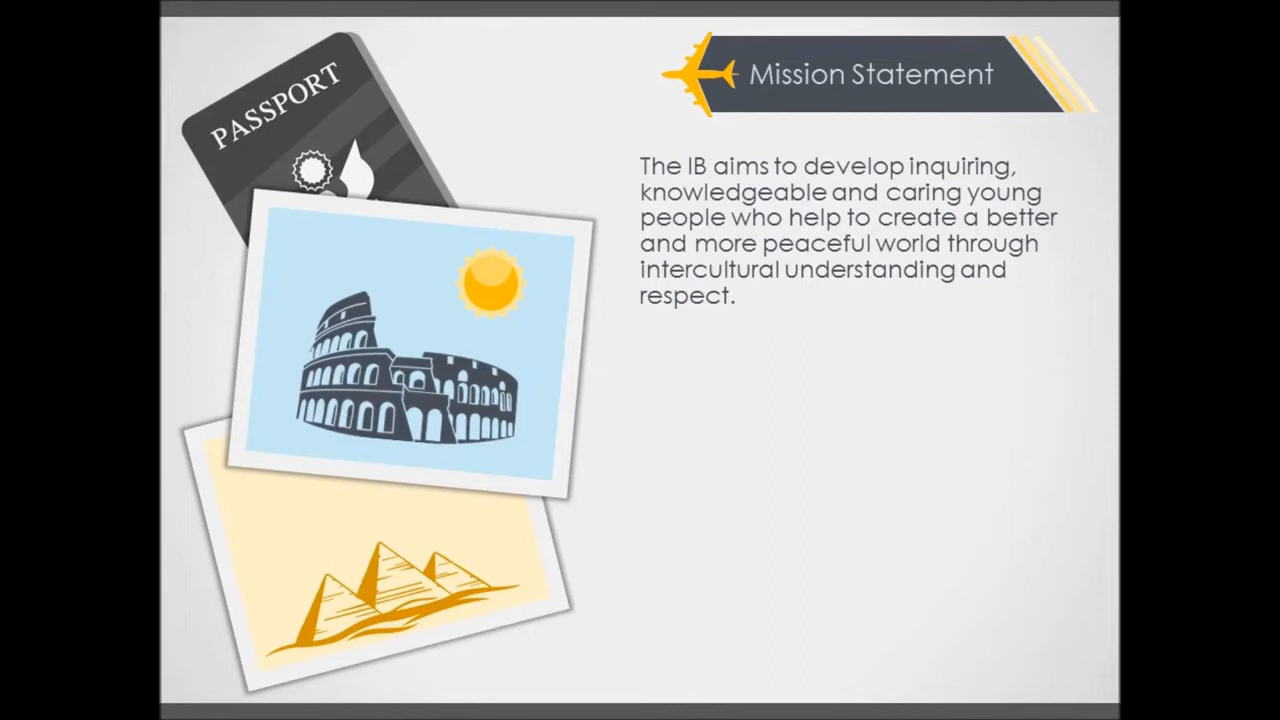 PASSPORT
Mission Statement
The IB aims to develop inquiring,
knowledgeable and caring young
people who help to create a better
and more peaceful world through
intercultural understanding and
respect.